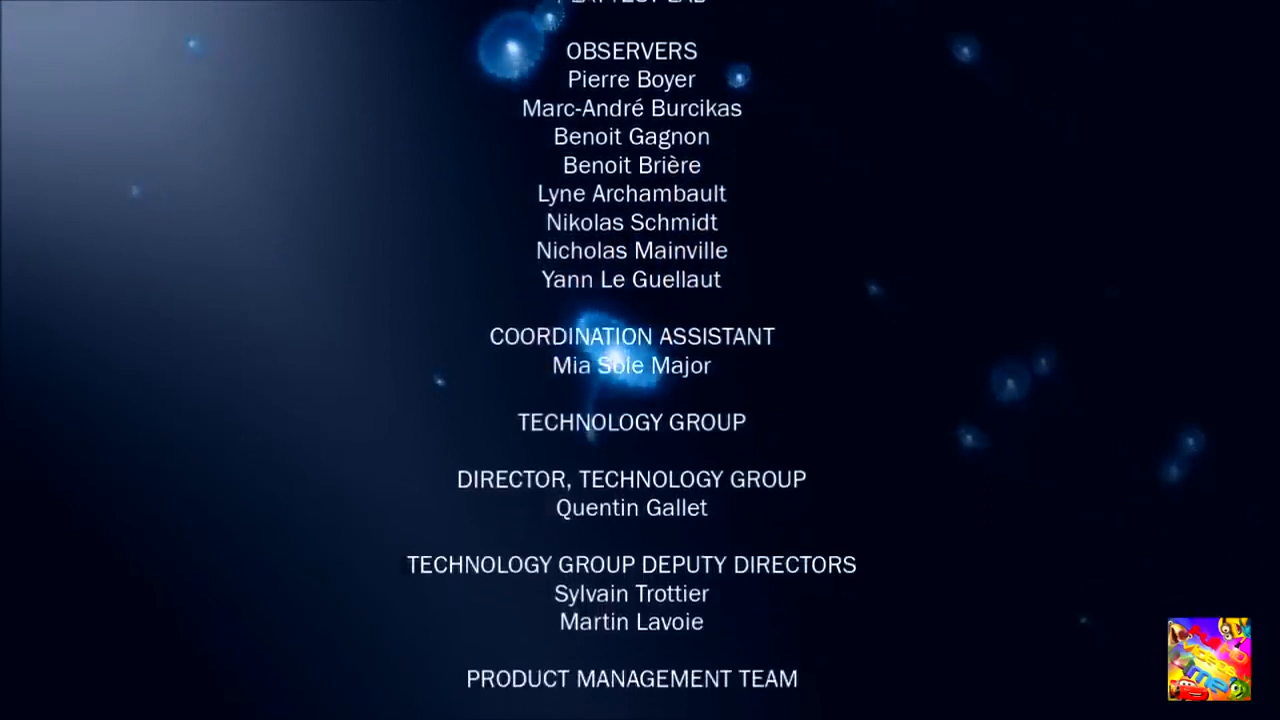 OBSERVERS
Pierre Boyer
Marc-André Burcikas
Benoit Gagnon
Benoit Brière
Lyne Archambault
Nikolas Schmidt
Nicholas Mainville
Yann Le Guellaut
COORDINATION ASSISTANT
Mia Sole Major
TECHNOLOGY GROUP
DIRECTOR, TECHNOLOGY GROUP
Quentin Gallet
TECHNOLOGY GROUP DEPUTY DIRECTORS
Sylvain Trottier
Martin Lavoie
PRODUCT MANAGEMENT TEAM